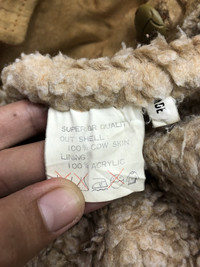 SUPERIOR QUALITY
OUT SHELL
100% COW SKIN
LINING
100% ACRYLIC